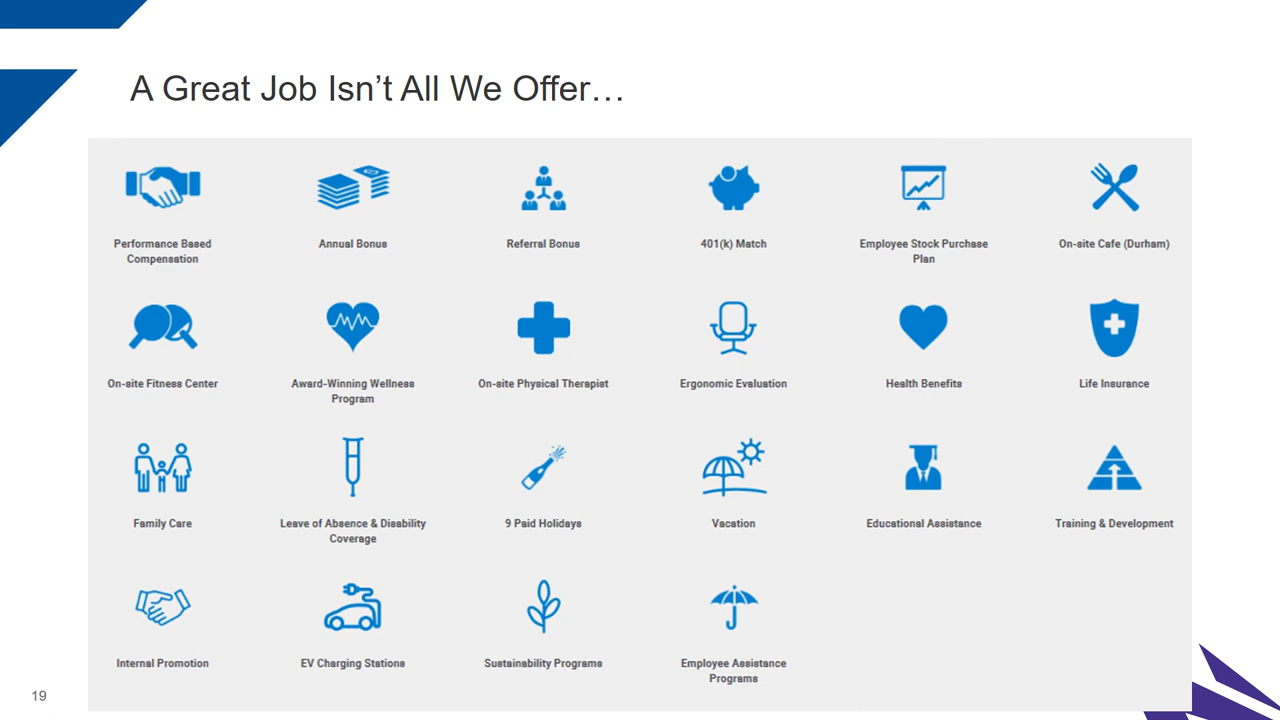 A Great Job Isn’t All We Offer…
Performance Based
Compensation
Annual Bonus
Referral Bonus
401(k) Match
Employee Stock Purchase
Plan
On-site Cafe (Durham)
On-site Fitness Center
Award-Winning Wellness
Program
On-site Physical Therapist
Ergonomic Evaluation
Health Benefits
Life Insurance
Family Care
Leave of Absence & Disability
Coverage
9 Paid Holidays
Vacation
Educational Assistance
Training & Development
Internal Promotion
EV Charging Stations
Sustainability Programs
Employee Assistance
Programs
19